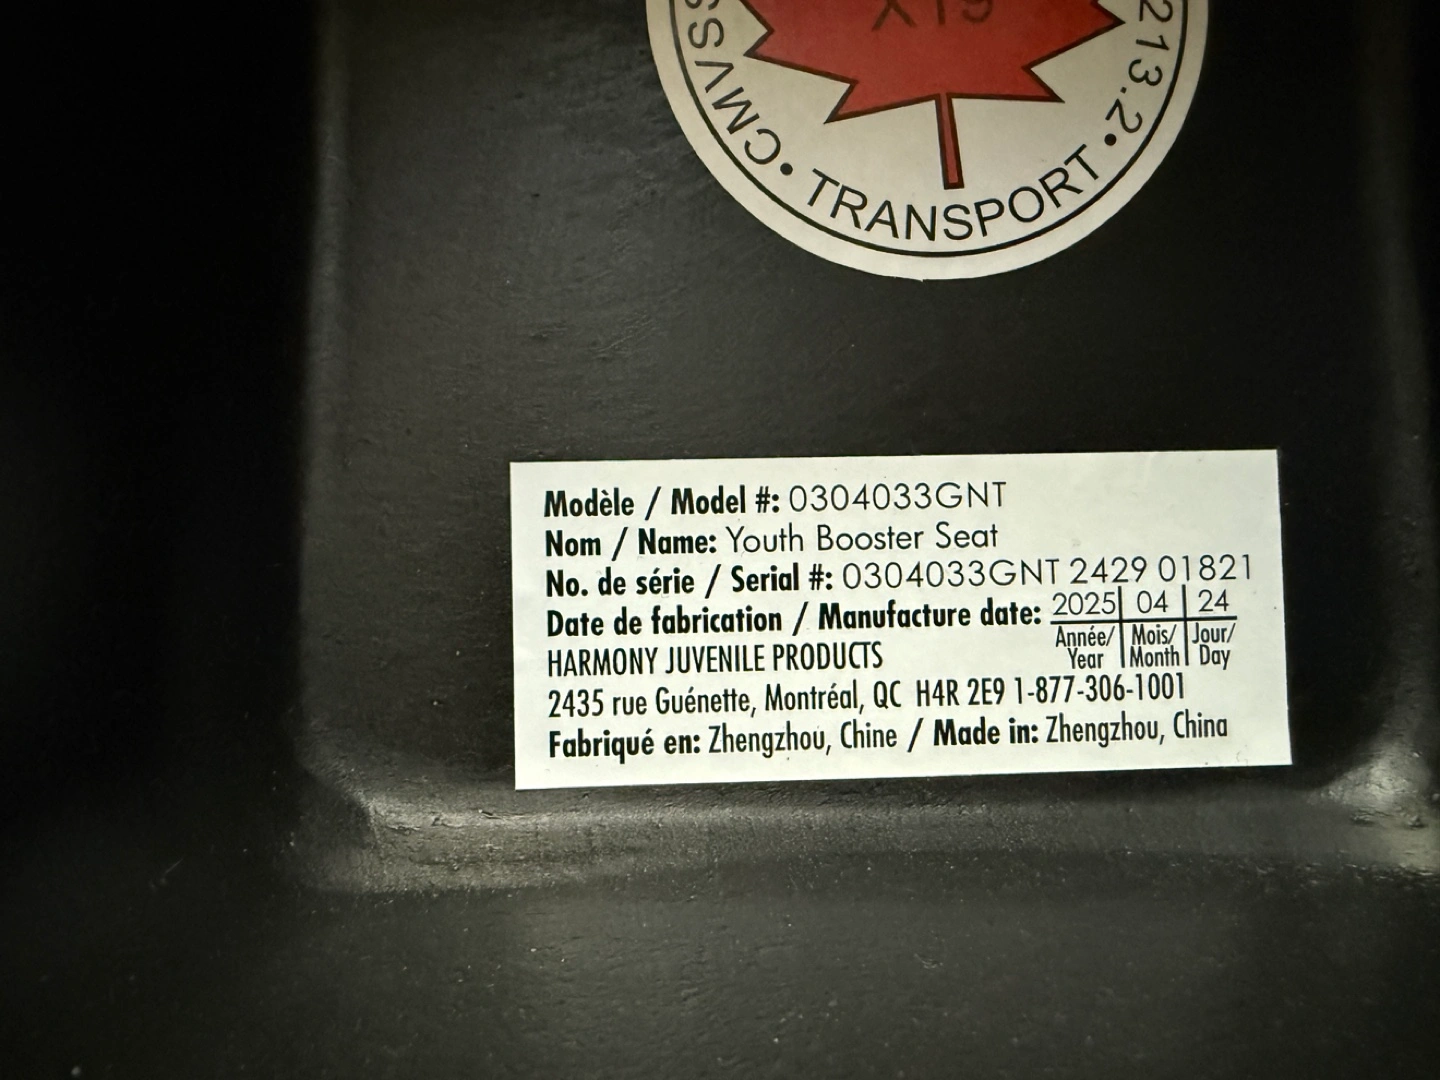 X19
CMVSS
213.2
• TRANSPORT •
Modèle / Model #: 0304033GNT
Nom / Name: Youth Booster Seat
No. de série / Serial #: 0304033GNT 2429 01821
Date de fabrication / Manufacture date: 2025 04 24
Année/ Mois/ Jour/
Year Month Day
HARMONY JUVENILE PRODUCTS
2435 rue Guénette, Montréal, QC H4R 2E9 1-877-306-1001
Fabriqué en: Zhengzhou, Chine / Made in: Zhengzhou, China